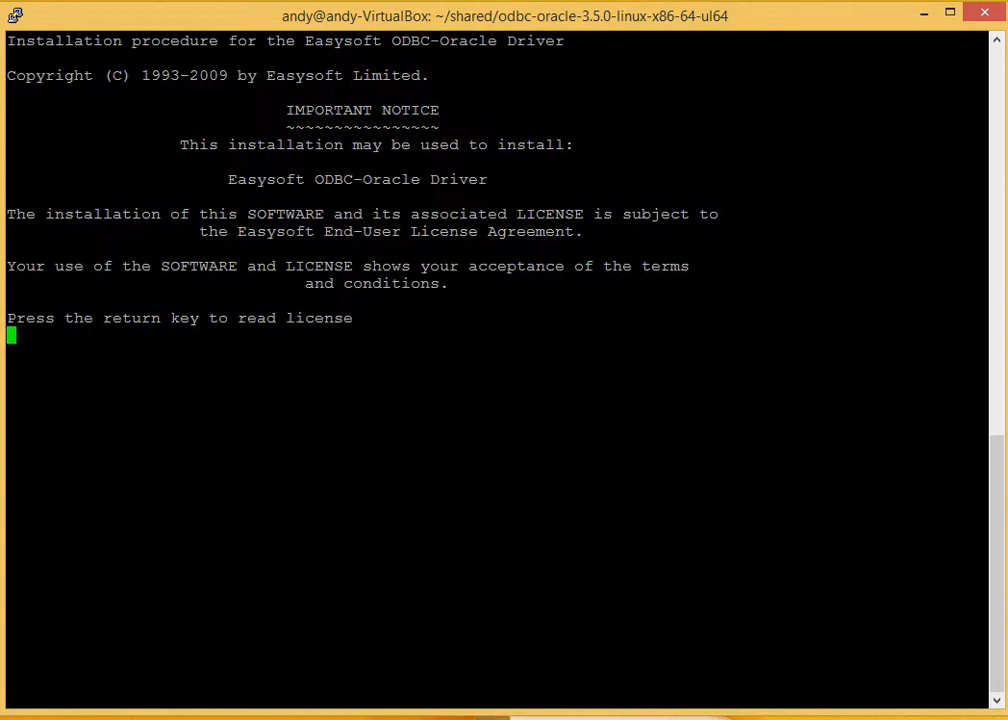 andy@andy-VirtualBox: ~/shared/odbc-oracle-3.5.0-linux-x86-64-ul64
Installation procedure for the Easysoft ODBC-Oracle Driver
Copyright (C) 1993-2009 by Easysoft Limited.
IMPORTANT NOTICE
~~~~~~~~~~~~~~~~
This installation may be used to install:
Easysoft ODBC-Oracle Driver
The installation of this SOFTWARE and its associated LICENSE is subject to
the Easysoft End-User License Agreement.
Your use of the SOFTWARE and LICENSE shows your acceptance of the terms
and conditions.
Press the return key to read license